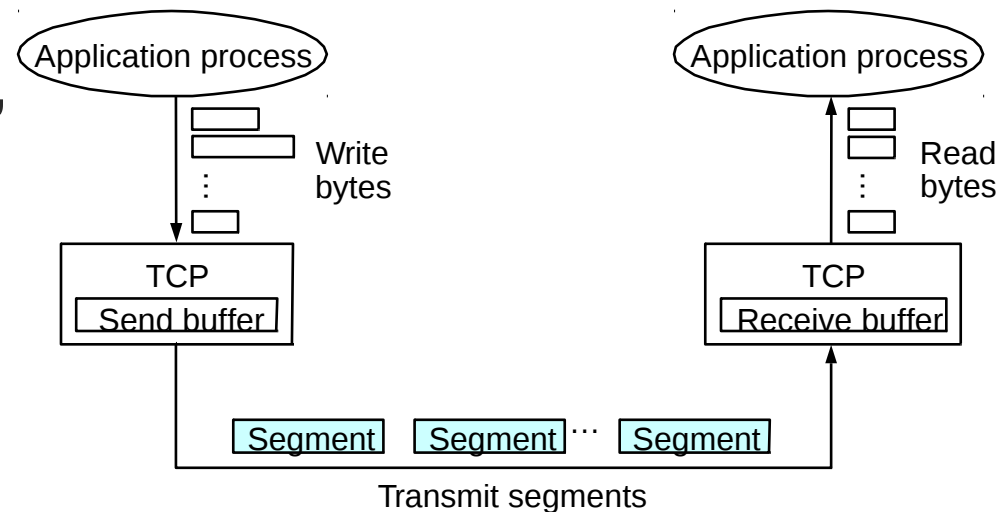 Application process
Application process
Write
bytes
⋮
Read
bytes
⋮
TCP
Send buffer
TCP
Receive buffer
Segment
Segment
...
Segment
Transmit segments